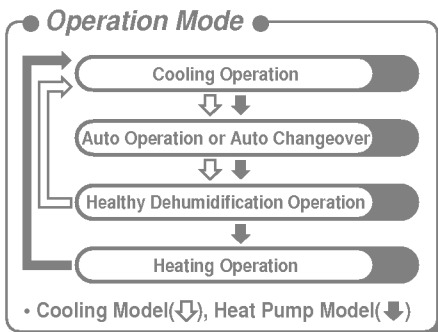 Operation Mode
Cooling Operation
Auto Operation or Auto Changeover
Healthy Dehumidification Operation
Heating Operation
• Cooling Model(⇩), Heat Pump Model(⬇)